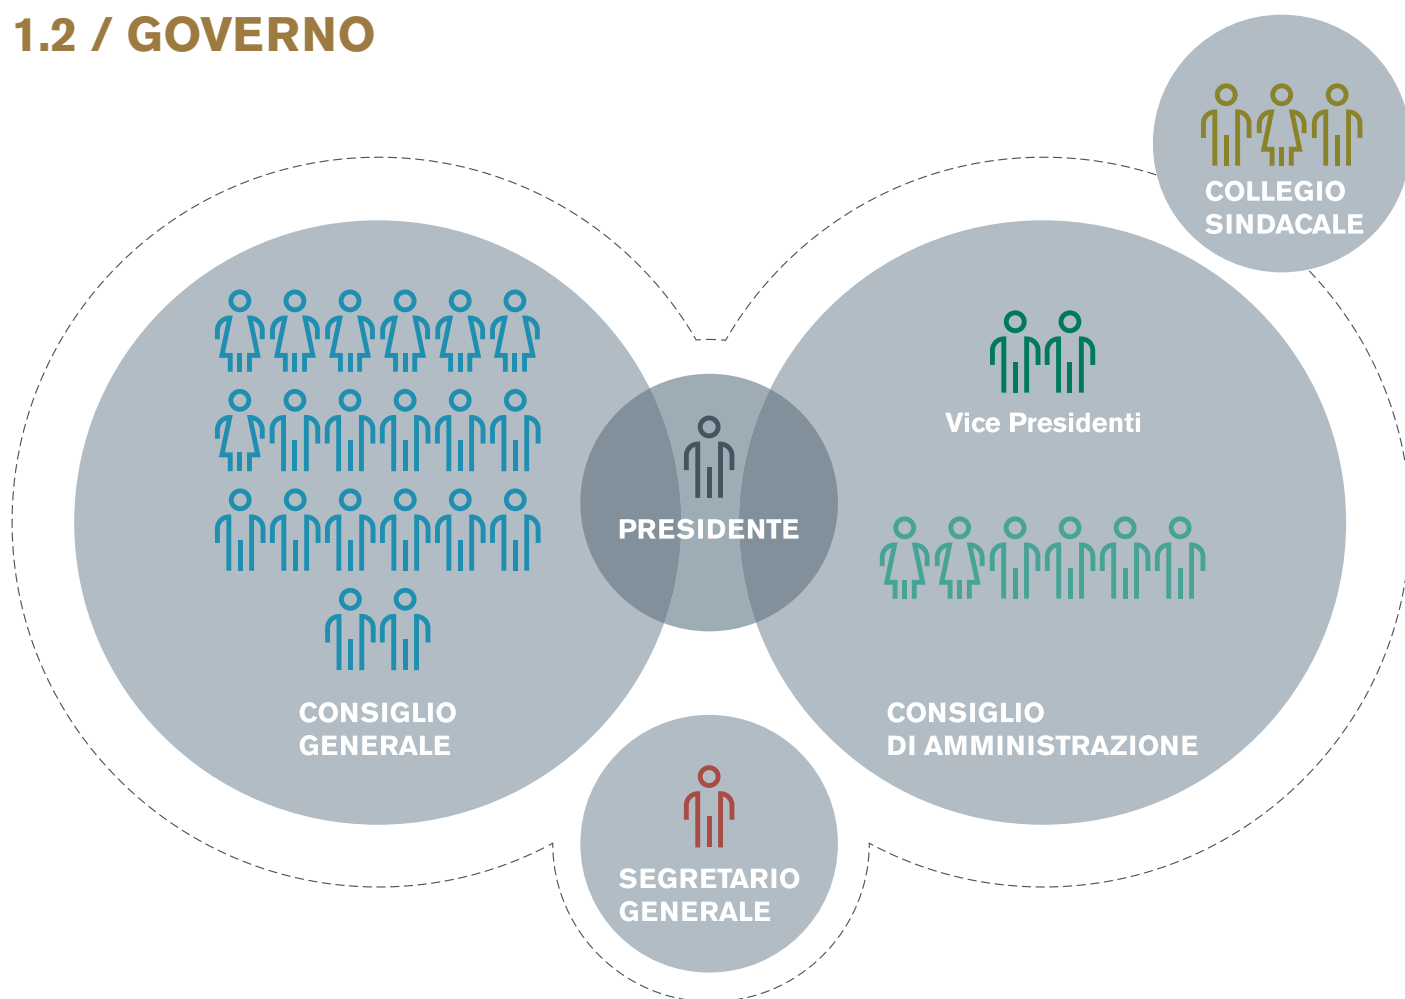 1.2 / GOVERNO
COLLEGIO
SINDACALE
Vice Presidenti
PRESIDENTE
CONSIGLIO
GENERALE
CONSIGLIO
DI AMMINISTRAZIONE
SEGRETARIO
GENERALE